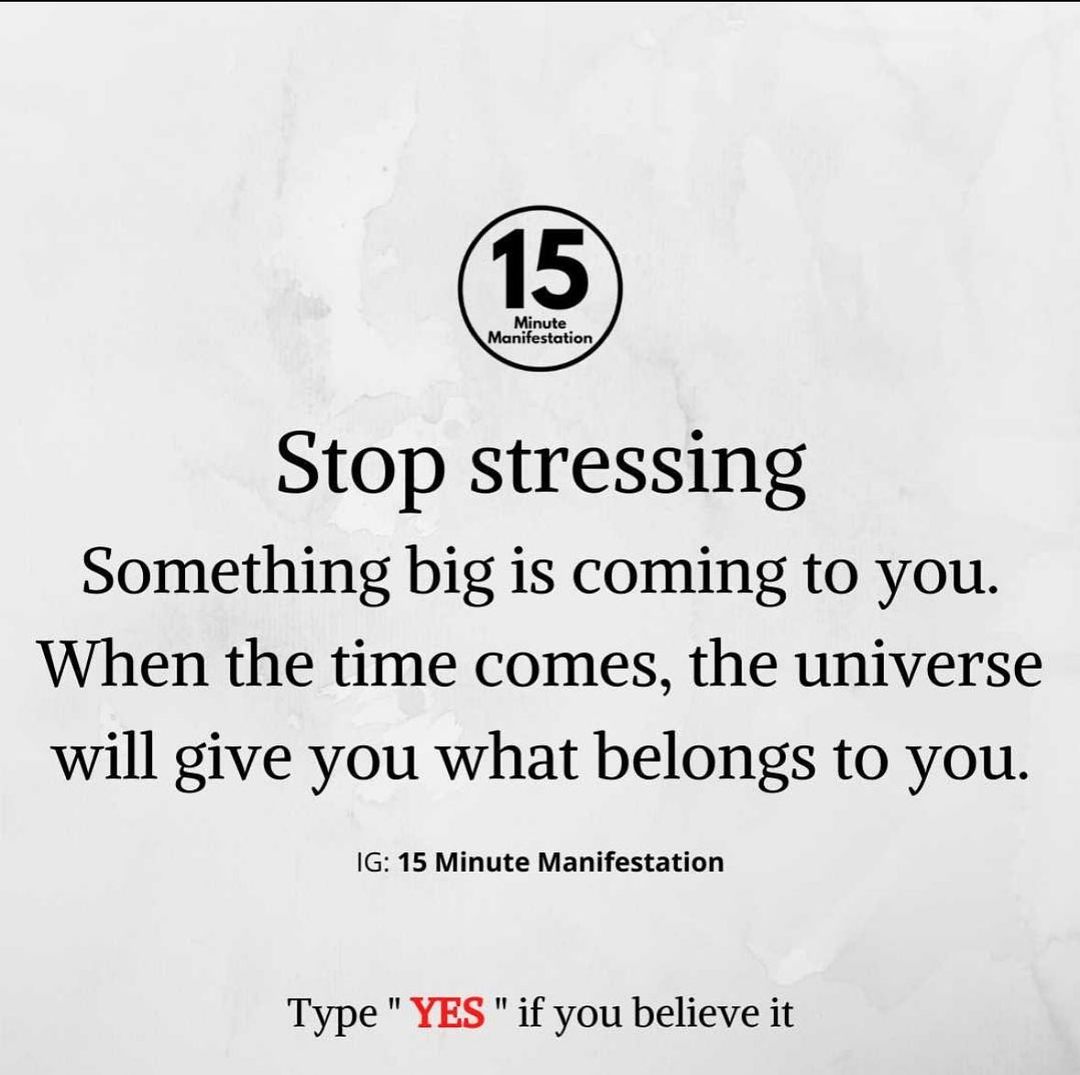 15
Minute
Manifestation
Stop stressing
Something big is coming to you.
When the time comes, the universe
will give you what belongs to you.
IG: 15 Minute Manifestation
Type " YES " if you believe it